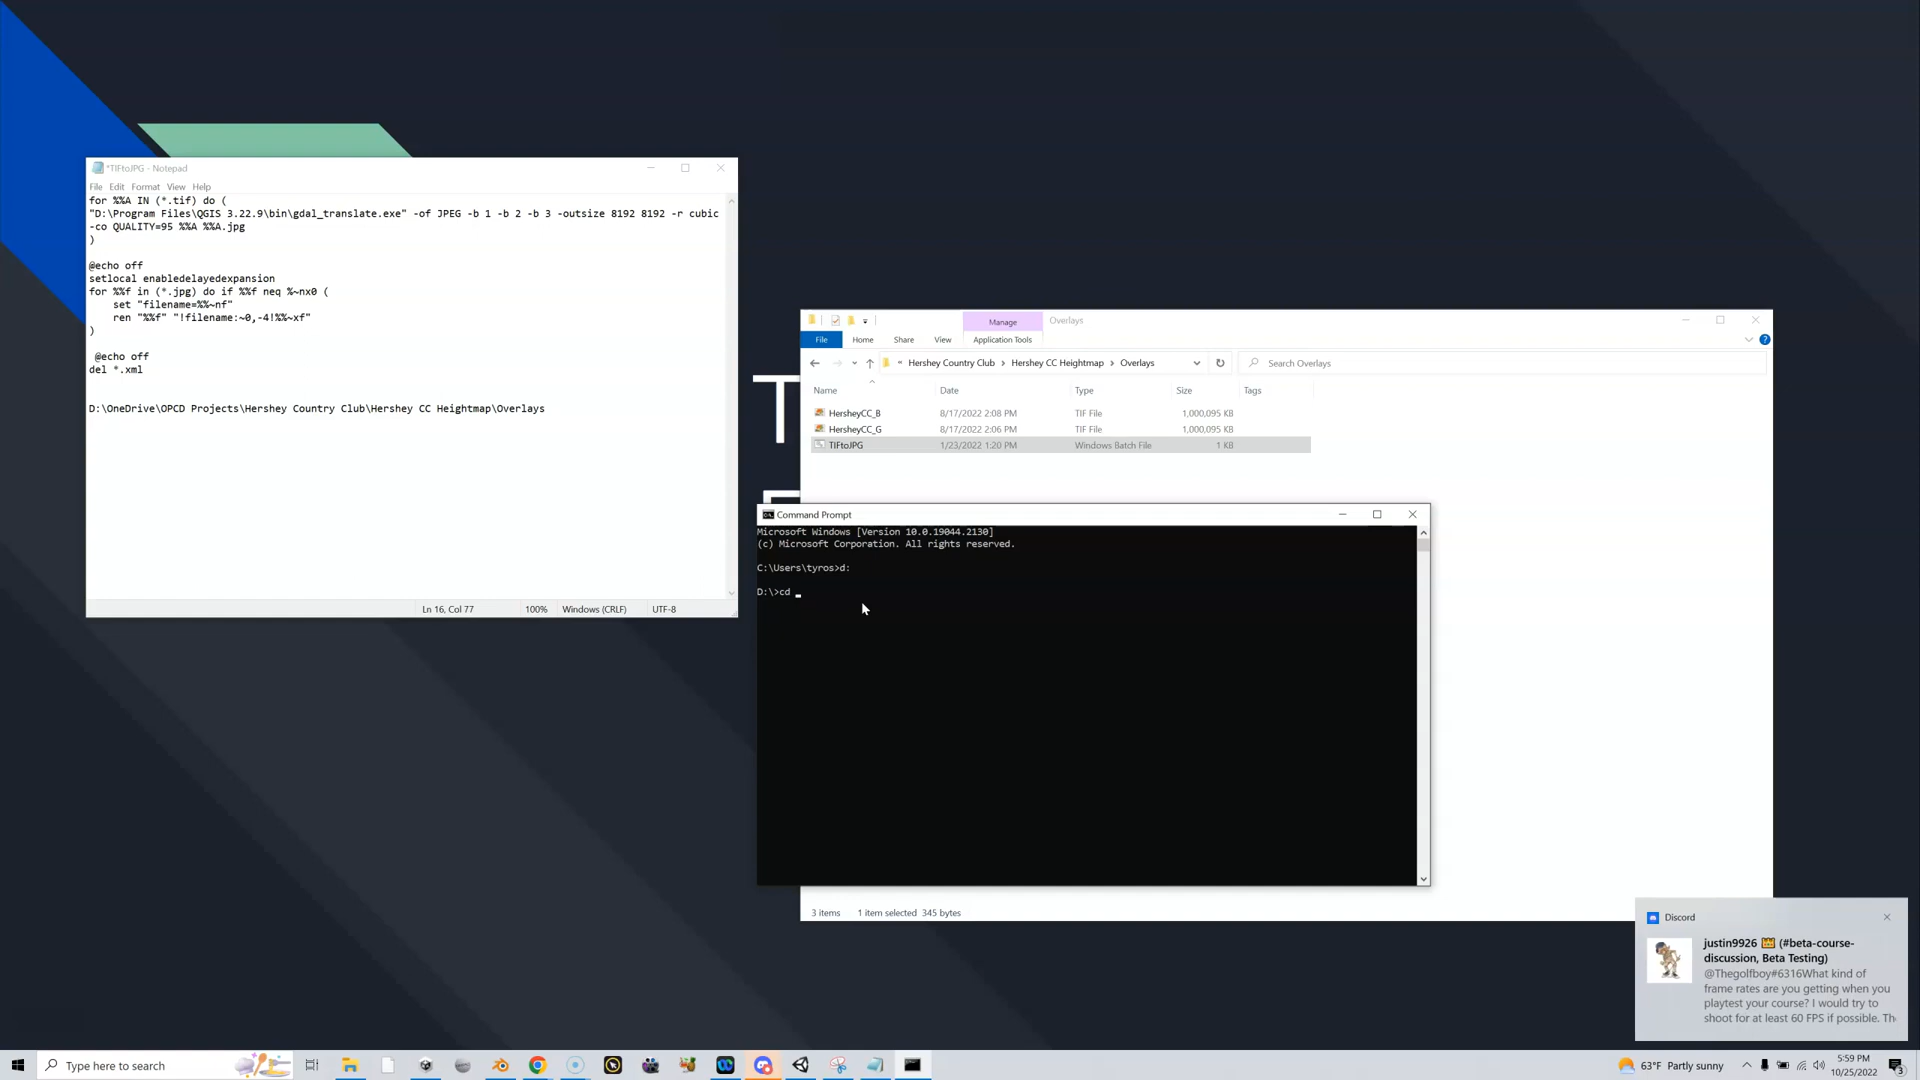 *TIFtoJPG - Notepad
File Edit Format View Help
for %%A IN (*.tif) do (
"D:\Program Files\QGIS 3.22.9\bin\gdal_translate.exe" -of JPEG -b 1 -b 2 -b 3 -outsize 8192 8192 -r cubic
-co QUALITY=95 %%A %%A.jpg
)
@echo off
setlocal enabledelayedexpansion
for %%f in (*.jpg) do if %%f neq %~nx0 (
set "filename=%%~nf"
ren "%%f" "!filename:~0,-4!%%~xf"
)
@echo off
del *.xml
D:\OneDrive\OPCD Projects\Hershey Country Club\Hershey CC Heightmap\Overlays
Ln 16, Col 77 100% Windows (CRLF) UTF-8
Manage Overlays
File Home Share View Application Tools
« Hershey Country Club > Hershey CC Heightmap > Overlays Search Overlays
Name Date Type Size Tags
HersheyCC_B 8/17/2022 2:08 PM TIF File 1,000,095 KB
HersheyCC_G 8/17/2022 2:06 PM TIF File 1,000,095 KB
TIFtoJPG 1/23/2022 1:20 PM Windows Batch File 1 KB
Command Prompt
Microsoft Windows [Version 10.0.19044.2130]
(c) Microsoft Corporation. All rights reserved.
C:\Users\tyros>d:
D:\>cd _
3 items 1 item selected 345 bytes
Discord
justin9926 (#beta-course-
discussion, Beta Testing)
@Thegolfboy#6316What kind of
frame rates are you getting when you
playtest your course? I would try to
shoot for at least 60 FPS if possible. Th
Type here to search
63°F Partly sunny
5:59 PM
10/25/2022
3